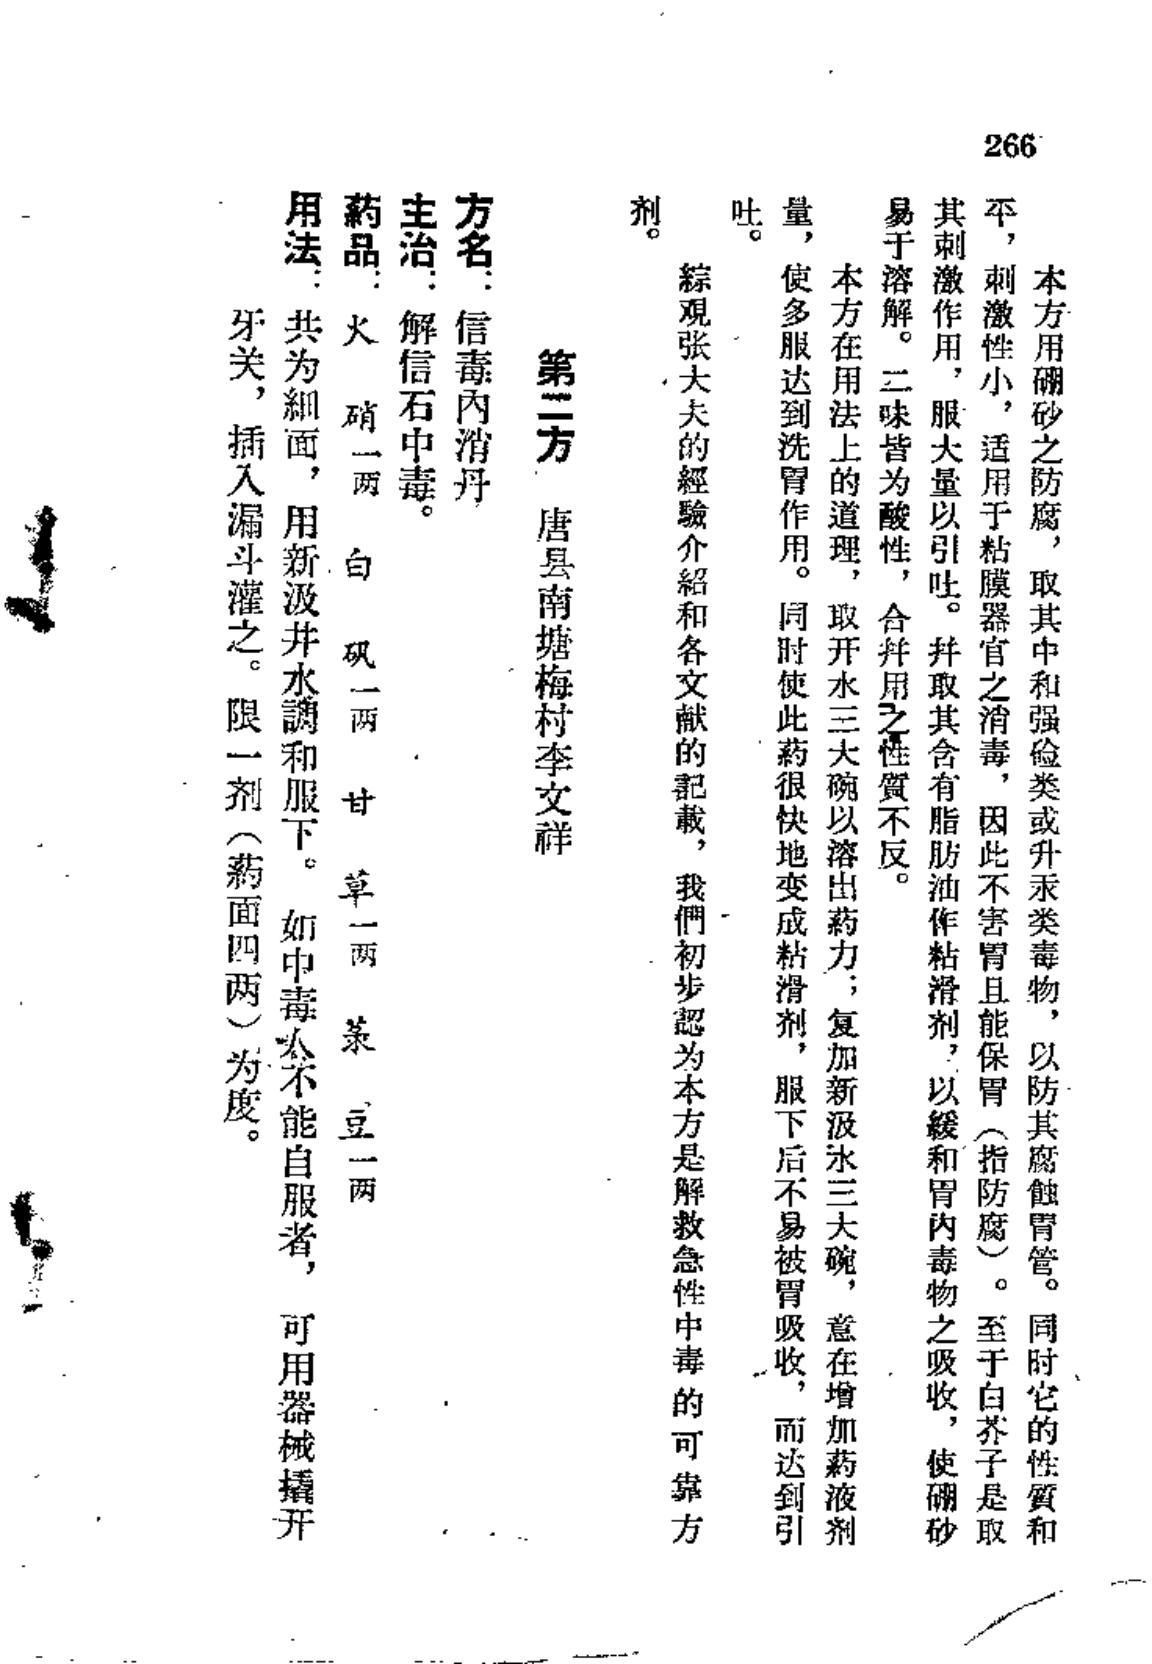 266
本方用硼砂之防腐，取其中和强硷类或升汞类毒物，以防其腐蝕胃管。同时它的性質和
平，刺激性小，适用于粘膜器官之消毒，因此不害胃且能保胃（指防腐）。至于白芥子是取
其刺激作用，服大量以引吐。幷取其含有脂肪油作粘滑剂，以緩和胃内毒物之吸收，使硼砂
易于溶解。二味皆为酸性，合幷用之性質不反。
本方在用法上的道理，取开水三大碗以溶出葯力；复加新汲水三大碗，意在增加葯液剂
量，使多服达到洗胃作用。同时使此葯很快地变成粘滑剂，服下后不易被胃吸收，而达到引
吐。
綜观张大夫的經驗介紹和各文献的記載，我們初步認为本方是解救急性中毒的可靠方
剂。
第二方 唐县南塘梅村李文祥
方名：信毒內消丹
主治：解信石中毒。
葯品：火硝一两 白矾一两 甘草一两 菉豆一两
用法：共为細面，用新汲井水調和服下。如中毒太不能自服者，可用器械撬开
牙关，插入漏斗灌之。限一剂（葯面四两）为度。